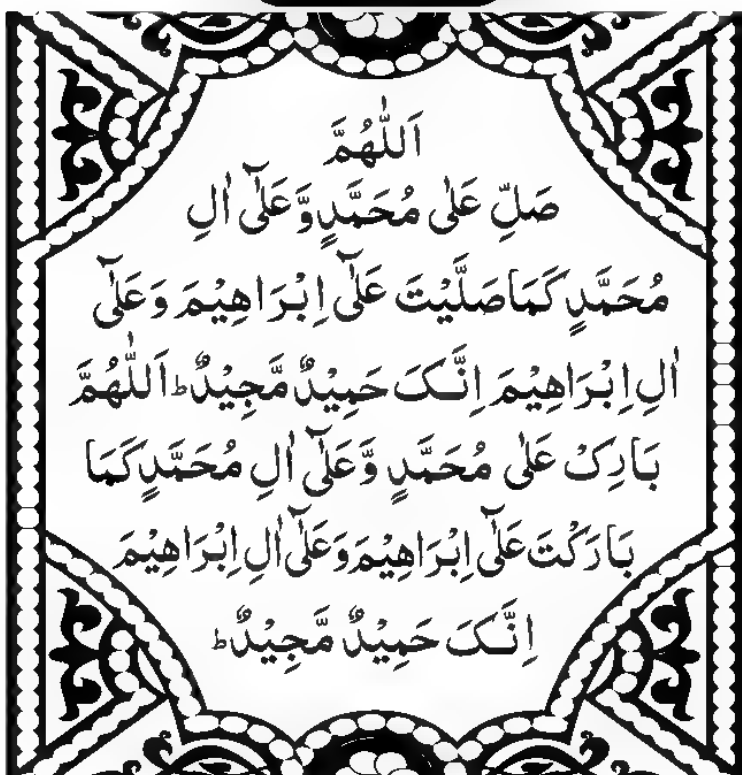 اَللّٰهُمَّ
صَلِّ عَلٰى مُحَمَّدٍ وَّعَلٰٓى اٰلِ
مُحَمَّدٍ كَمَا صَلَّيْتَ عَلٰٓى اِبْرَاهِيْمَ وَعَلٰٓى
اٰلِ اِبْرَاهِيْمَ اِنَّکَ حَمِيْدٌ مَّجِيْدٌ ؕ اَللّٰهُمَّ
بَارِکْ عَلٰى مُحَمَّدٍ وَّعَلٰٓى اٰلِ مُحَمَّدٍ كَمَا
بَارَكْتَ عَلٰٓى اِبْرَاهِيْمَ وَعَلٰٓى اٰلِ اِبْرَاهِيْمَ
اِنَّکَ حَمِيْدٌ مَّجِيْدٌ ؕ